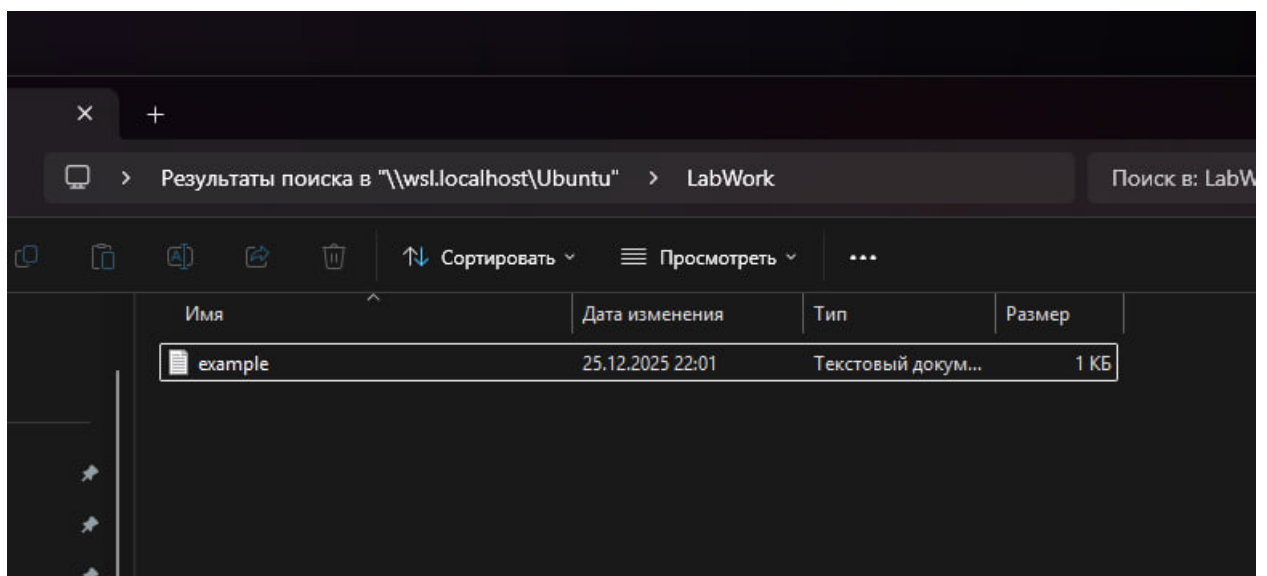 Результаты поиска в "\\wsl.localhost\Ubuntu" > LabWork
Поиск в: LabW
Сортировать
Просмотреть
Имя Дата изменения Тип Размер
example 25.12.2025 22:01 Текстовый докум... 1 КБ